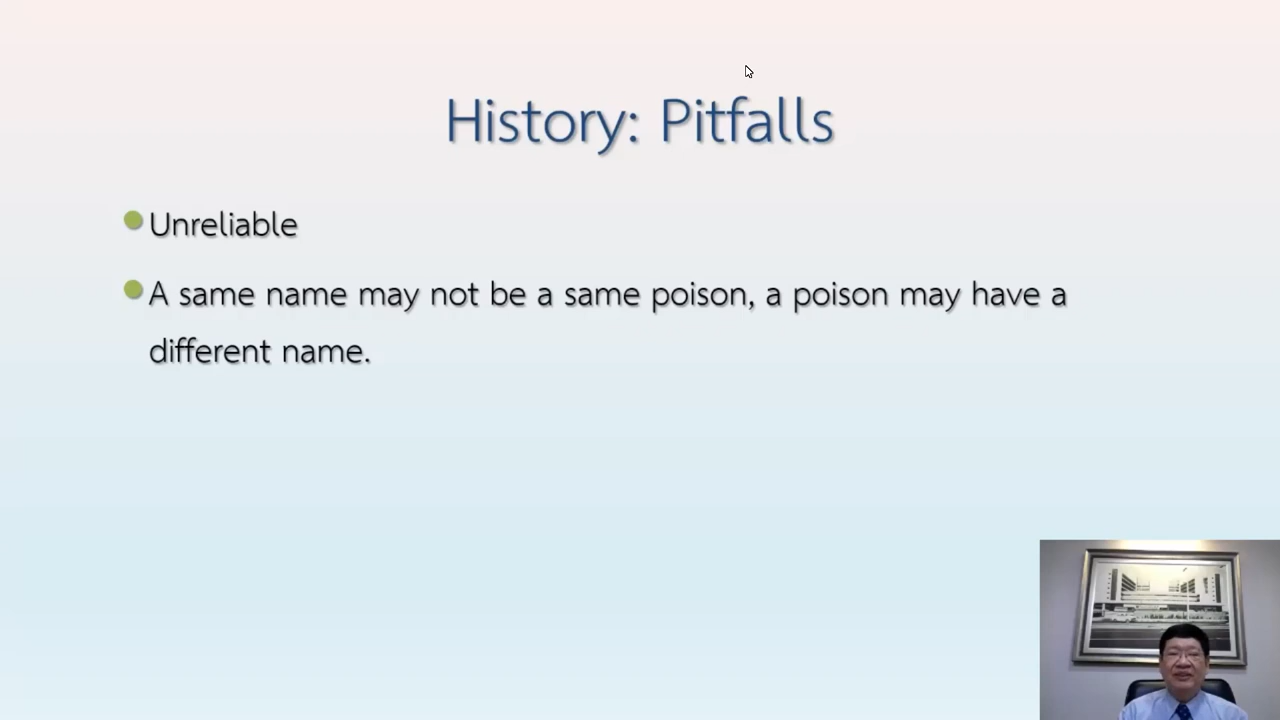 History: Pitfalls
Unreliable
A same name may not be a same poison, a poison may have a
different name.